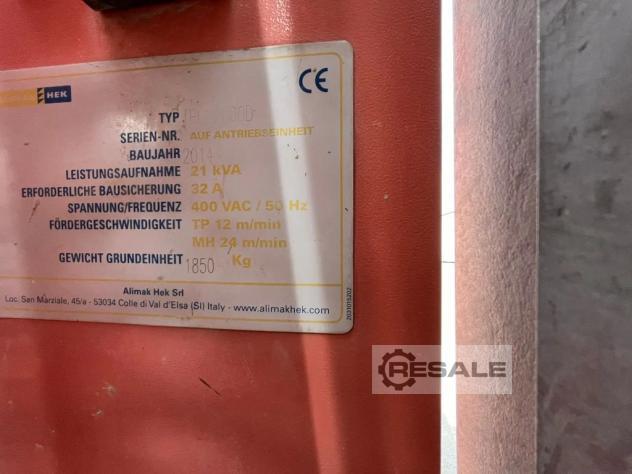 HEK
CE
TYP
SERIEN-NR. AUF ANTRIEBSEINHEIT
BAUJAHR 2014
LEISTUNGSAUFNAHME 21 kVA
ERFORDERLICHE BAUSICHERUNG 32 A
SPANNUNG/FREQUENZ 400 VAC / 50 Hz
FÖRDERGESCHWINDIGKEIT TP 12 m/min
MH 24 m/min
GEWICHT GRUNDEINHEIT 1850 Kg
Alimak Hek Srl
Loc. San Marziale, 45/a - 53034 Colle di Val d'Elsa (SI) Italy - www.alimakhek.com
RESALE